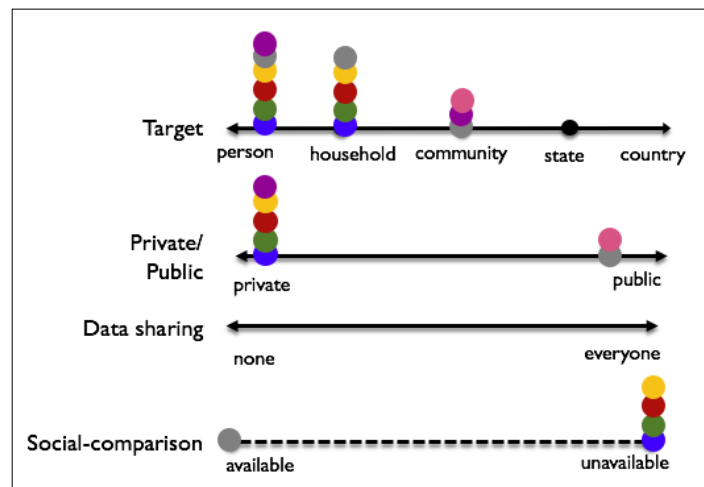 Target
person household community state country
Private/
Public
private public
Data sharing
none everyone
Social-comparison
available unavailable